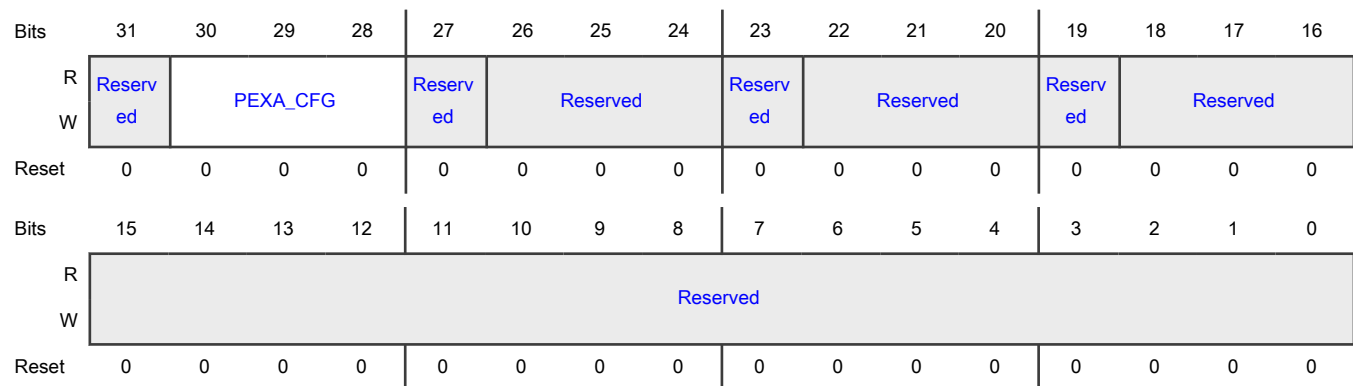 Bits 31 30 29 28 27 26 25 24 23 22 21 20 19 18 17 16
R
Reserv PEXA_CFG Reserv Reserved Reserv Reserved Reserv Reserved
ed ed ed ed
W
Reset 0 0 0 0 0 0 0 0 0 0 0 0 0 0 0 0
Bits 15 14 13 12 11 10 9 8 7 6 5 4 3 2 1 0
R
Reserved
W
Reset 0 0 0 0 0 0 0 0 0 0 0 0 0 0 0 0